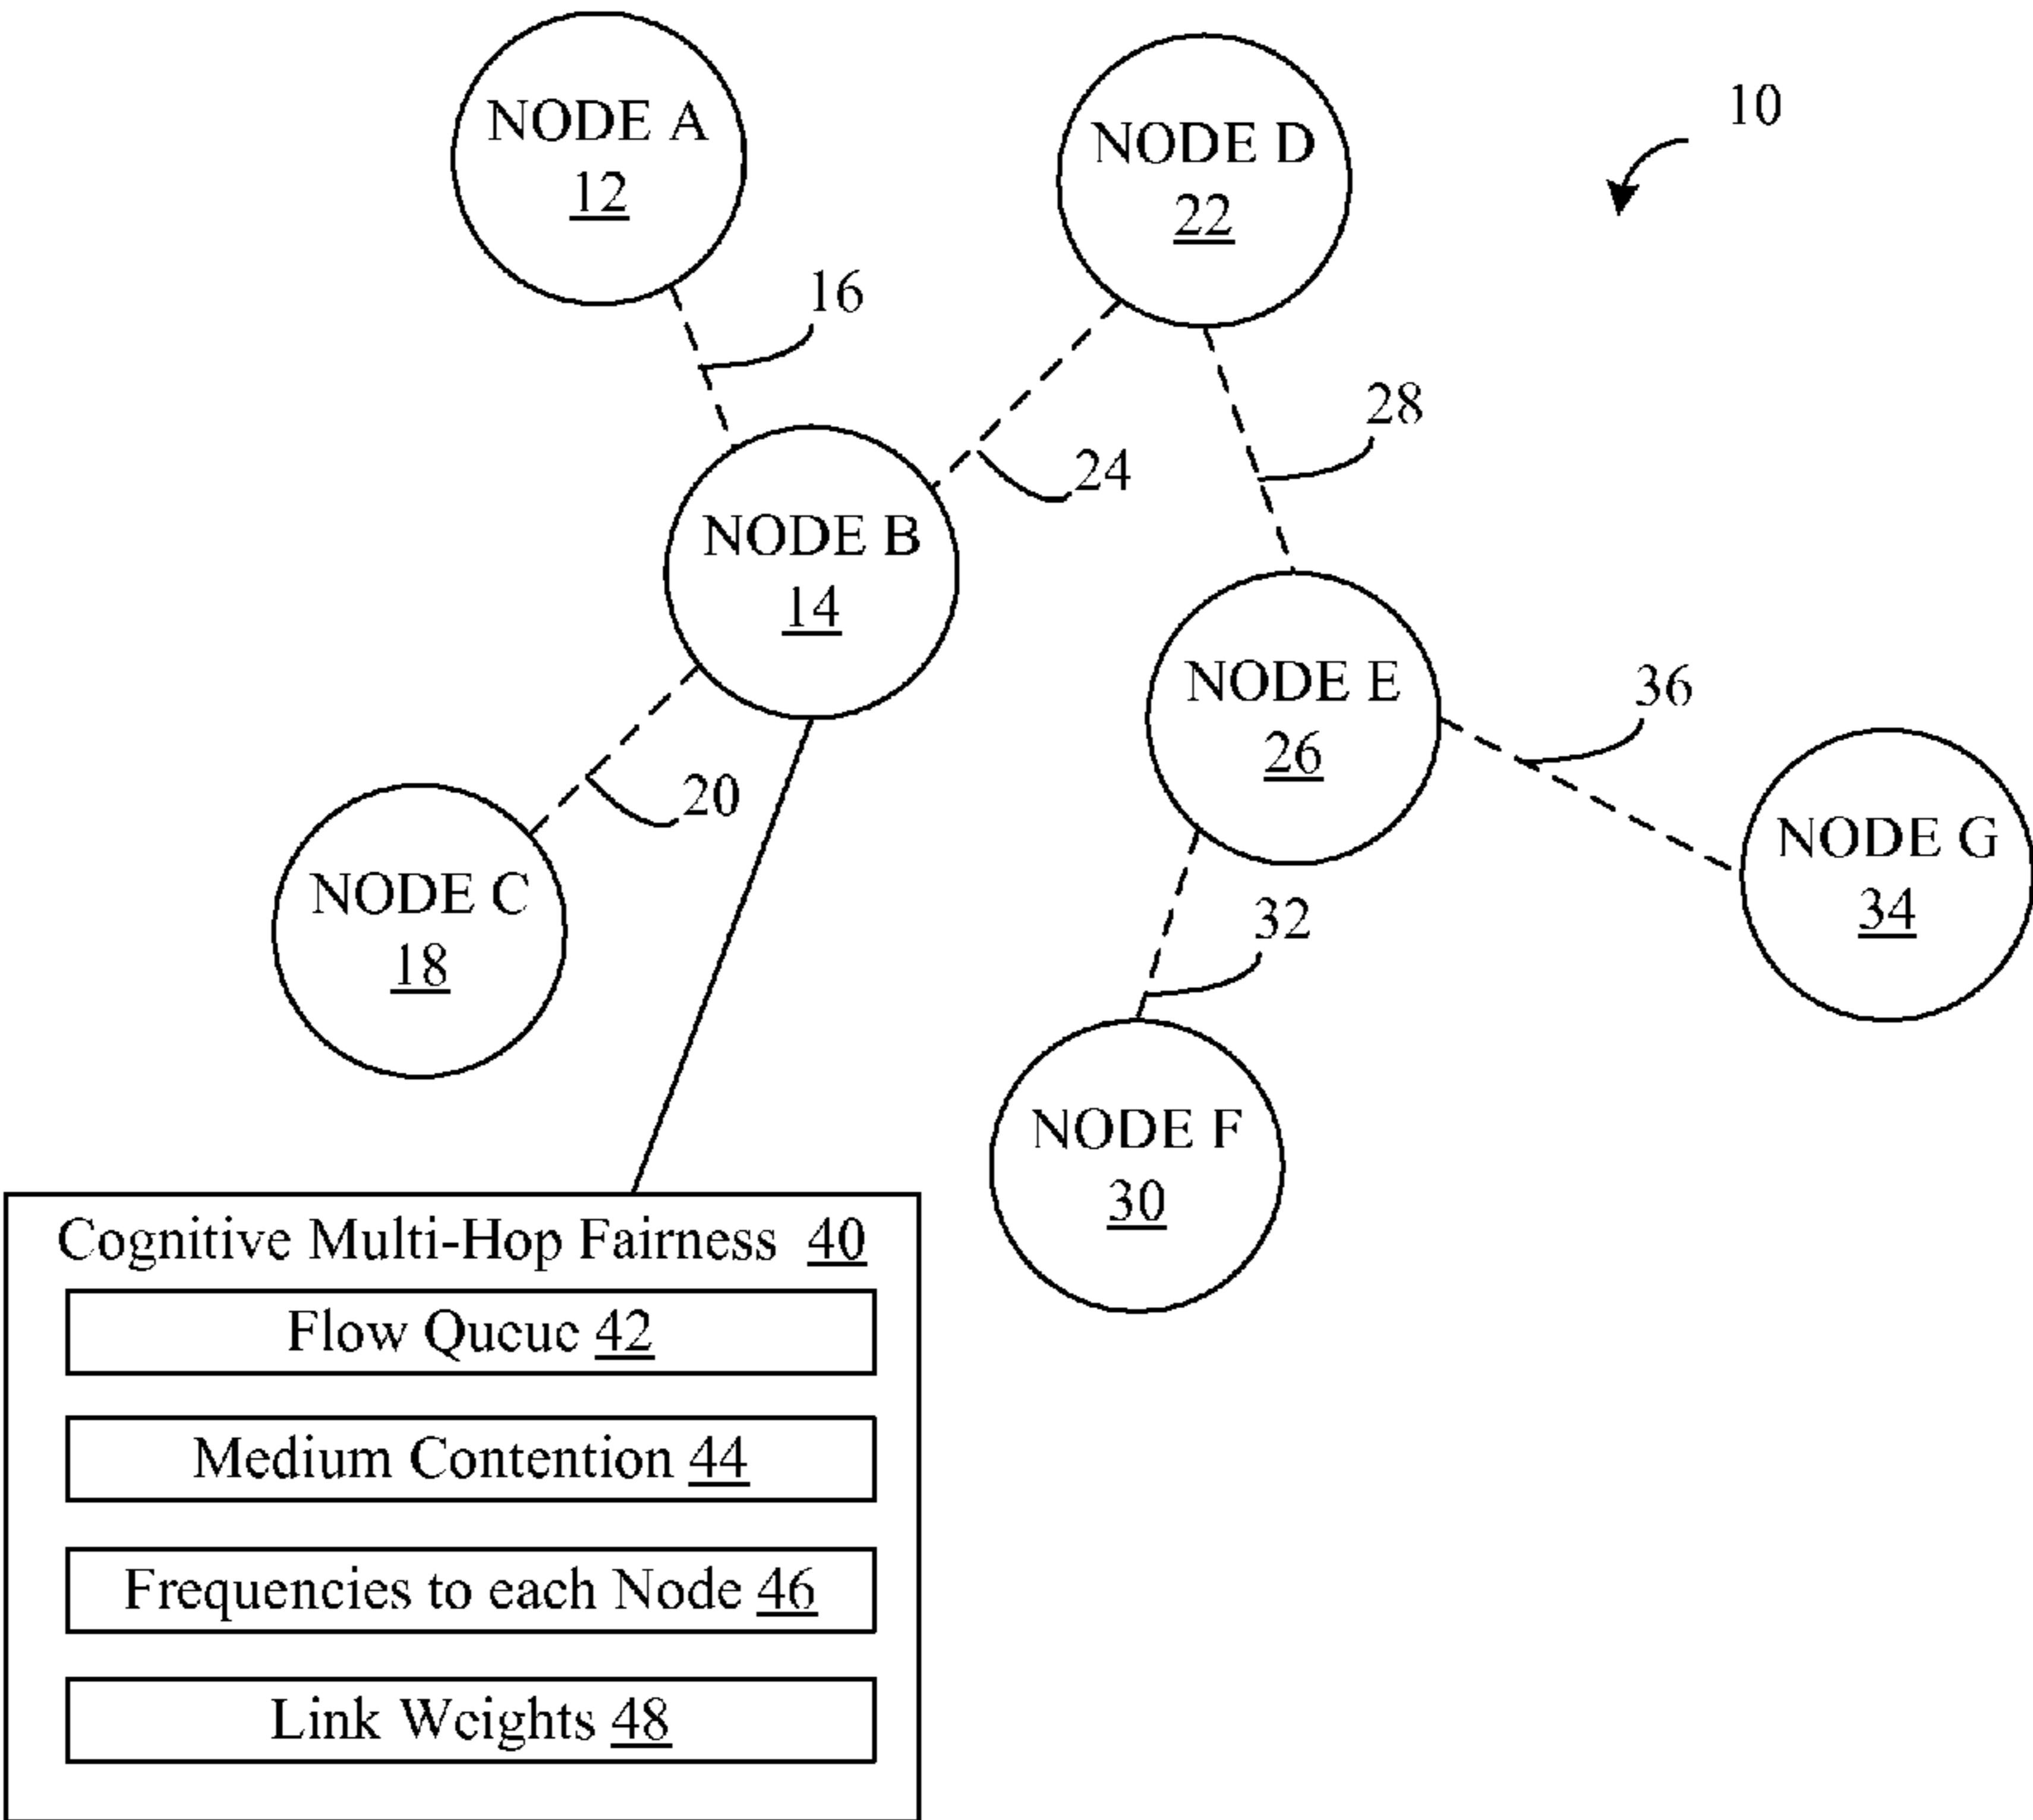 NODE A
12
NODE D
22
10
16
28
24
NODE B
14
NODE E
26
36
20
NODE G
34
NODE C
18
32
NODE F
30
Cognitive Multi-Hop Fairness 40
Flow Queue 42
Medium Contention 44
Frequencies to each Node 46
Link Weights 48